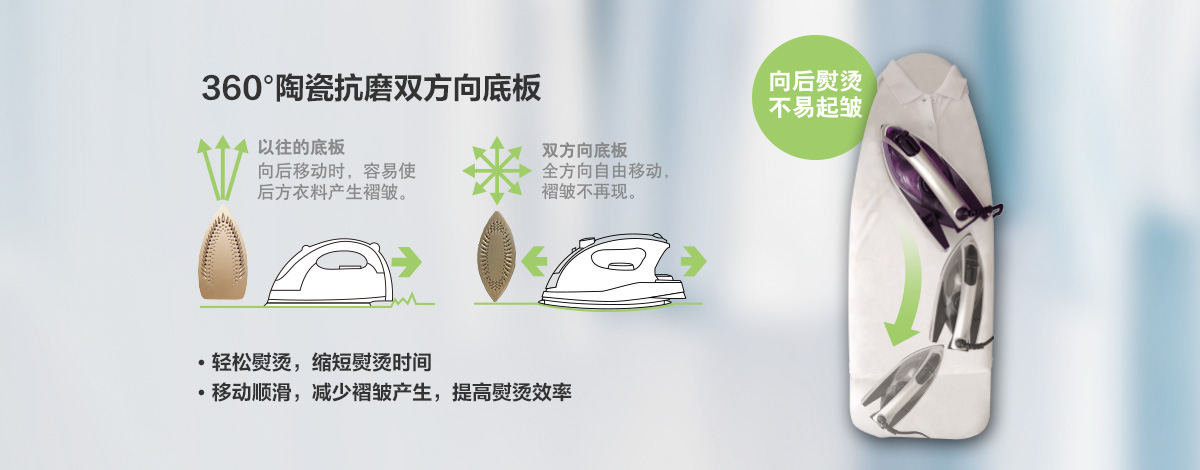 360°陶瓷抗磨双方向底板
以往的底板
向后移动时，容易使
后方衣料产生褶皱。
双方向底板
全方向自由移动，
褶皱不再现。
向后熨烫
不易起皱
• 轻松熨烫，缩短熨烫时间
• 移动顺滑，减少褶皱产生，提高熨烫效率